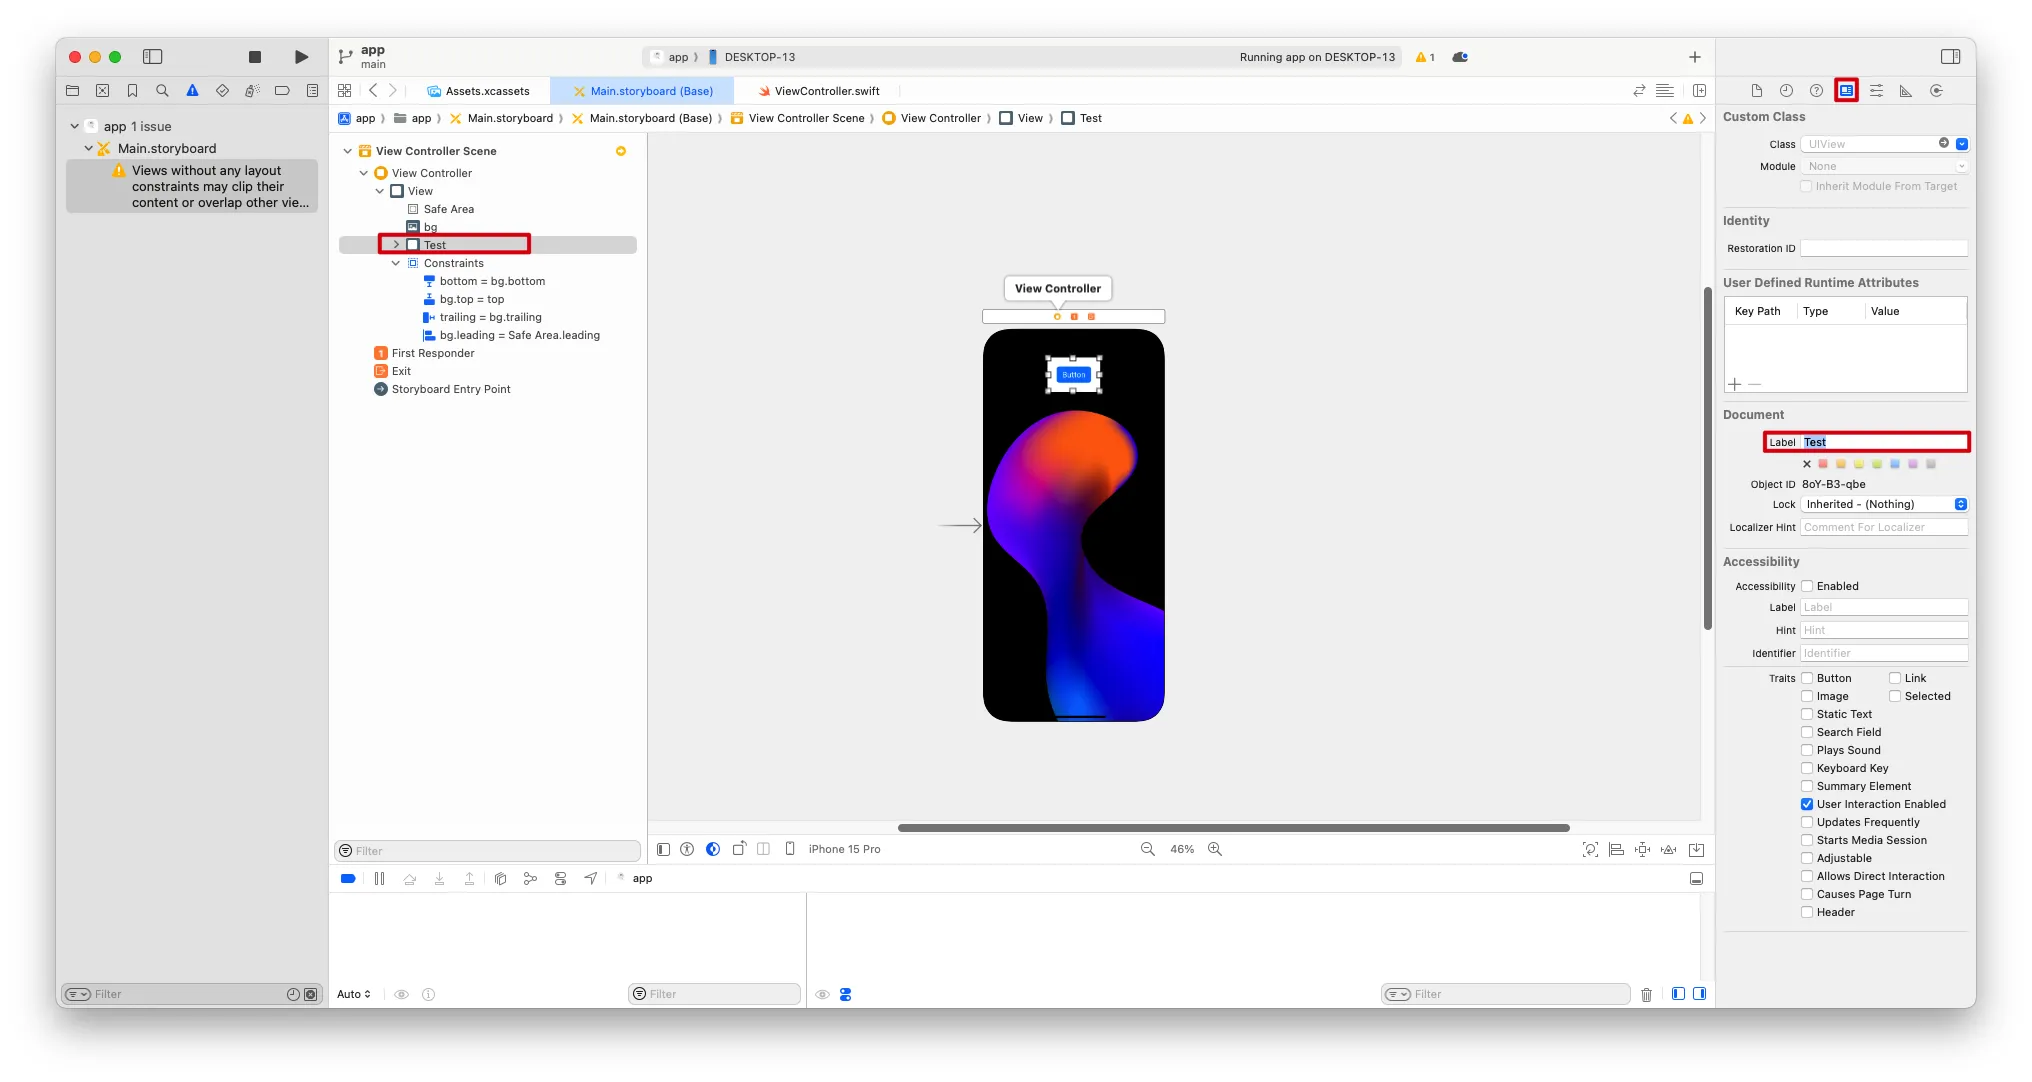 app
main
app 〉 DESKTOP-13
Running app on DESKTOP-13
1
Assets.xcassets
Main.storyboard (Base)
ViewController.swift
app 〉 app 〉 Main.storyboard 〉 Main.storyboard (Base) 〉 View Controller Scene 〉 View Controller 〉 View 〉 Test
app 1 issue
Main.storyboard
Views without any layout
constraints may clip their
content or overlap other vie...
Filter
View Controller Scene
View Controller
View
Safe Area
bg
Test
Constraints
bottom = bg.bottom
bg.top = top
trailing = bg.trailing
bg.leading = Safe Area.leading
First Responder
1
Exit
Storyboard Entry Point
Filter
View Controller
Button
iPhone 15 Pro
46%
app
Auto
Filter
Filter
Custom Class
Class UIView
Module None
Inherit Module From Target
Identity
Restoration ID
User Defined Runtime Attributes
Key Path Type Value
Document
Label Test
Object ID 8oY-B3-qbe
Lock Inherited - (Nothing)
Localizer Hint Comment For Localizer
Accessibility
Accessibility Enabled
Label Label
Hint Hint
Identifier Identifier
Traits Button Link
Image Selected
Static Text
Search Field
Plays Sound
Keyboard Key
Summary Element
User Interaction Enabled
Updates Frequently
Starts Media Session
Adjustable
Allows Direct Interaction
Causes Page Turn
Header